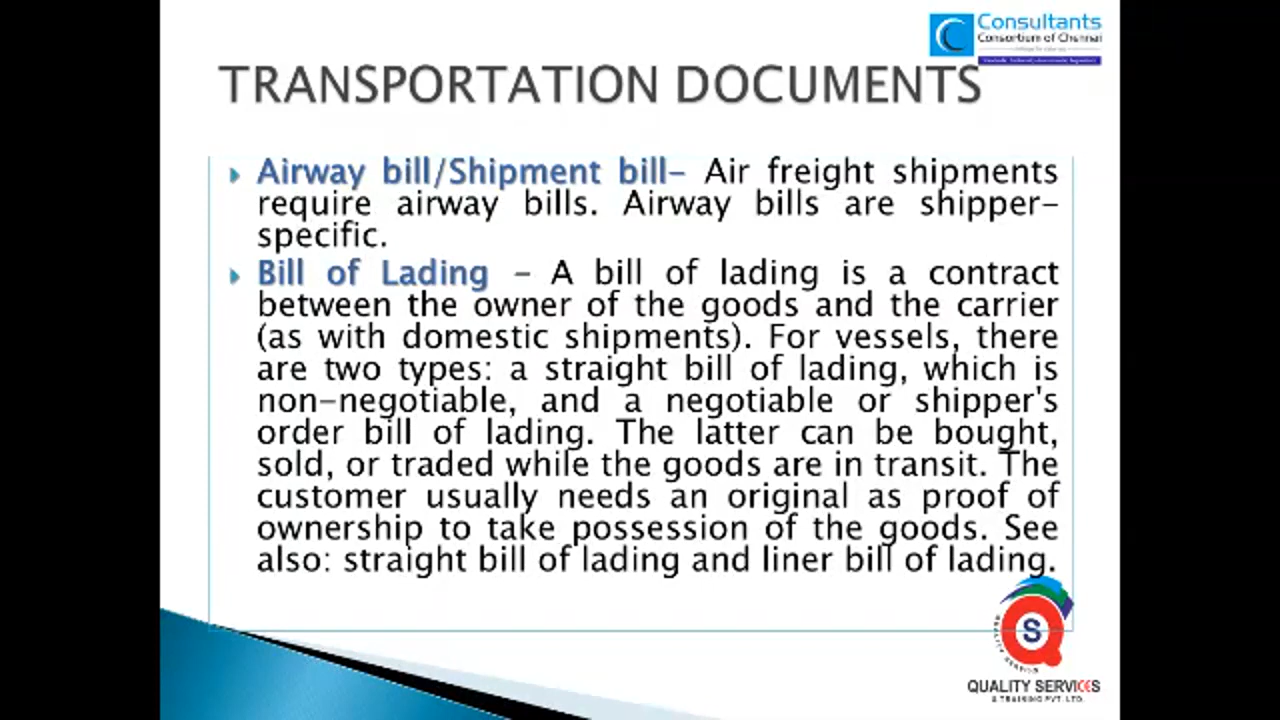 Consultants
Consortium of Chennai
TRANSPORTATION DOCUMENTS
Airway bill/Shipment bill- Air freight shipments
require airway bills. Airway bills are shipper-
specific.
Bill of Lading - A bill of lading is a contract
between the owner of the goods and the carrier
(as with domestic shipments). For vessels, there
are two types: a straight bill of lading, which is
non-negotiable, and a negotiable or shipper's
order bill of lading. The latter can be bought,
sold, or traded while the goods are in transit. The
customer usually needs an original as proof of
ownership to take possession of the goods. See
also: straight bill of lading and liner bill of lading.
S
QUALITY SERVICES
& TRAINING PVT. LTD.